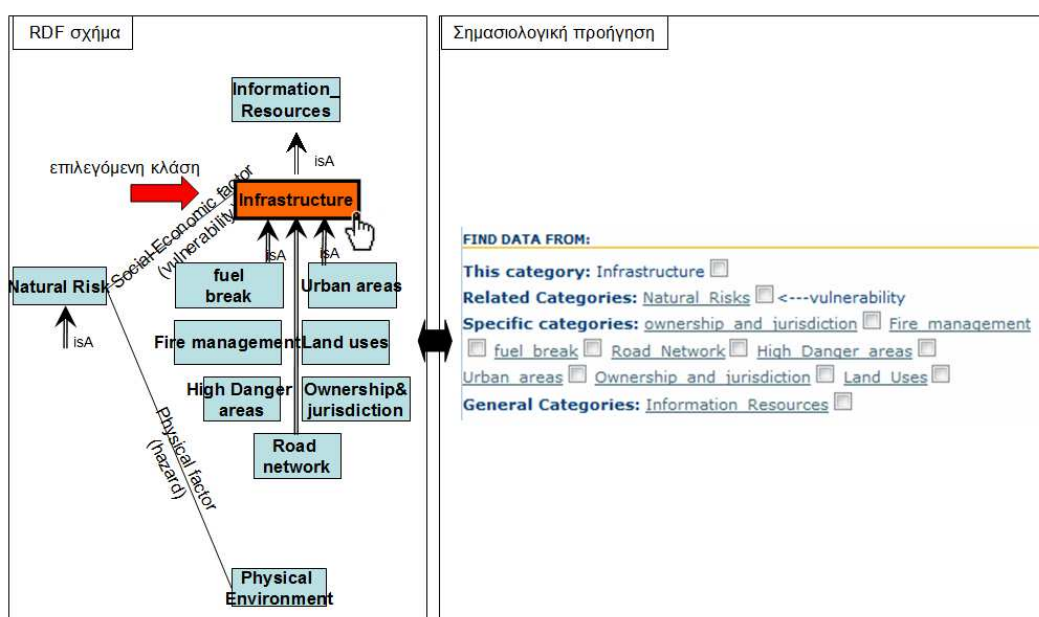 RDF σχήμα
Information_
Resources
isA
επιλεγόμενη κλάση
Infrastructure
Social-Economic factor
(vulnerability)
isA
isA
fuel
break
Urban areas
Natural Risk
isA
Fire management
Land uses
High Danger
areas
Ownership&
jurisdiction
Road
network
Physical factor
(hazard)
Physical
Environment
Σημασιολογική προήγηση
FIND DATA FROM:
This category: Infrastructure
Related Categories: Natural Risks <---vulnerability
Specific categories: ownership and jurisdiction Fire management
fuel break Road Network High Danger areas
Urban areas Ownership and jurisdiction Land Uses
General Categories: Information Resources